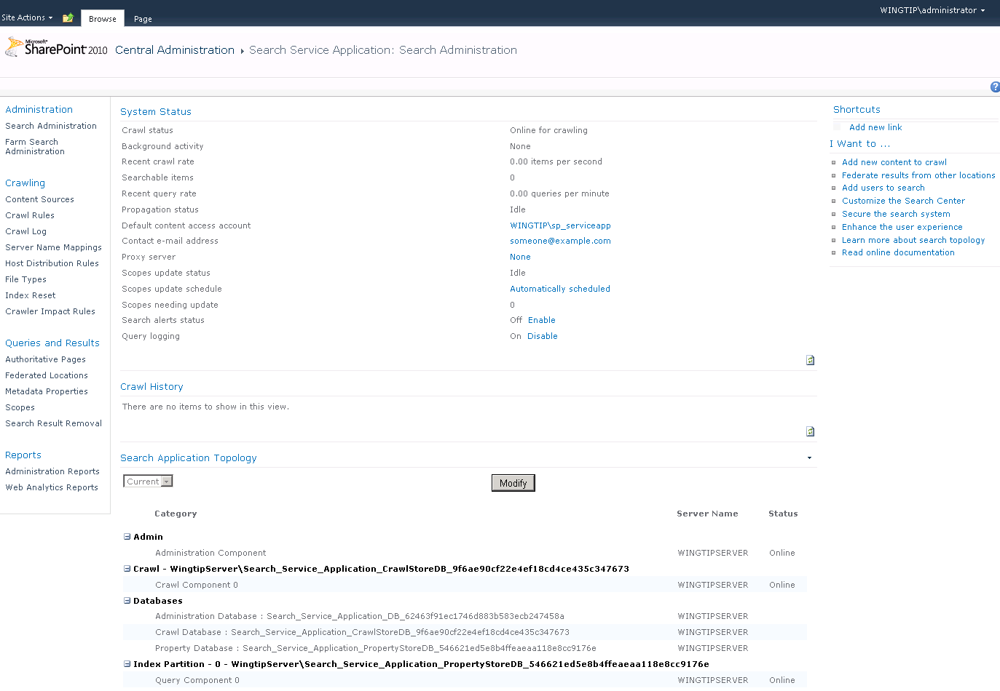 Site Actions
Browse
Page
WINGTIP\administrator
Microsoft
SharePoint 2010
Central Administration
Search Service Application: Search Administration
Administration
Search Administration
Farm Search
Administration
Crawling
Content Sources
Crawl Rules
Crawl Log
Server Name Mappings
Host Distribution Rules
File Types
Index Reset
Crawler Impact Rules
Queries and Results
Authoritative Pages
Federated Locations
Metadata Properties
Scopes
Search Result Removal
Reports
Administration Reports
Web Analytics Reports
System Status
Crawl status Online for crawling
Background activity None
Recent crawl rate 0.00 items per second
Searchable items 0
Recent query rate 0.00 queries per minute
Propagation status Idle
Default content access account WINGTIP\sp_serviceapp
Contact e-mail address someone@example.com
Proxy server None
Scopes update status Idle
Scopes update schedule Automatically scheduled
Scopes needing update 0
Search alerts status Off Enable
Query logging On Disable
Crawl History
There are no items to show in this view.
Search Application Topology
Current
Modify
Category Server Name Status
Admin
Administration Component WINGTIPSERVER Online
Crawl - WingtipServer\Search_Service_Application_CrawlStoreDB_9f6ae90cf22e4ef18cd4ce435c347673
Crawl Component 0 WINGTIPSERVER Online
Databases
Administration Database : Search_Service_Application_DB_62463f91ec1746d883b583ecb247458a WINGTIPSERVER
Crawl Database : Search_Service_Application_CrawlStoreDB_9f6ae90cf22e4ef18cd4ce435c347673 WINGTIPSERVER
Property Database : Search_Service_Application_PropertyStoreDB_546621ed5e8b4ffeaeaa118e8cc9176e WINGTIPSERVER
Index Partition - 0 - WingtipServer\Search_Service_Application_PropertyStoreDB_546621ed5e8b4ffeaeaa118e8cc9176e
Query Component 0 WINGTIPSERVER Online
Shortcuts
Add new link
I Want to ...
Add new content to crawl
Federate results from other locations
Add users to search
Customize the Search Center
Secure the search system
Enhance the user experience
Learn more about search topology
Read online documentation